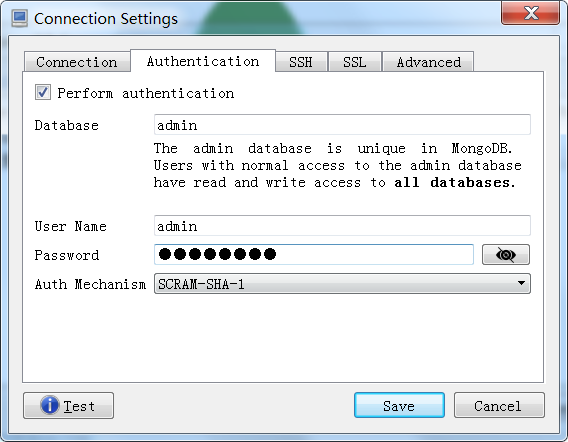 Connection Settings
Connection Authentication SSH SSL Advanced
Perform authentication
Database admin
The admin database is unique in MongoDB.
Users with normal access to the admin database
have read and write access to all databases.
User Name admin
Password ●●●●●●●●
Auth Mechanism SCRAM-SHA-1
Test Save Cancel